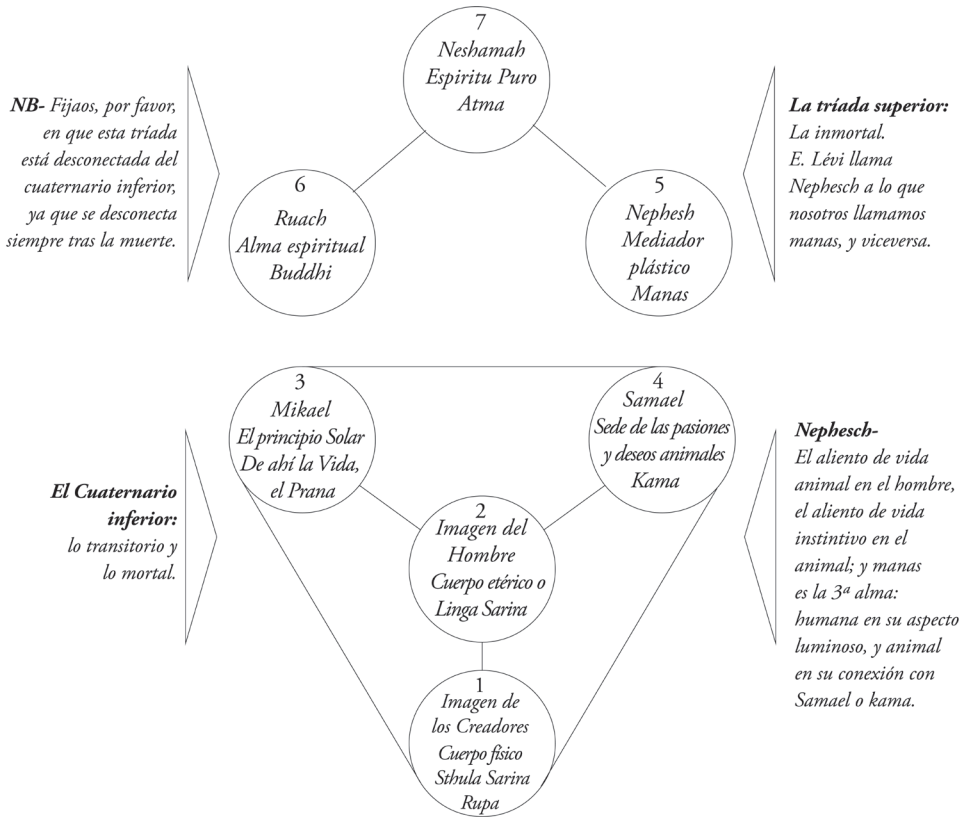 7
Neshamah
Espiritu Puro
Atma
NB- Fijaos, por favor,
en que esta tríada
está desconectada del
cuaternario inferior,
ya que se desconecta
siempre tras la muerte.
6
Ruach
Alma espiritual
Buddhi
5
Nephesh
Mediador
plástico
Manas
La tríada superior:
La inmortal.
E. Lévi llama
Nephesch a lo que
nosotros llamamos
manas, y viceversa.
3
Mikael
El principio Solar
De ahí la Vida,
el Prana
4
Samael
Sede de las pasiones
y deseos animales
Kama
El Cuaternario
inferior:
lo transitorio y
lo mortal.
2
Imagen del
Hombre
Cuerpo etérico o
Linga Sarira
Nephesch-
El aliento de vida
animal en el hombre,
el aliento de vida
instintivo en el
animal; y manas
es la 3ª alma:
humana en su aspecto
luminoso, y animal
en su conexión con
Samael o kama.
1
Imagen de
los Creadores
Cuerpo físico
Sthula Sarira
Rupa